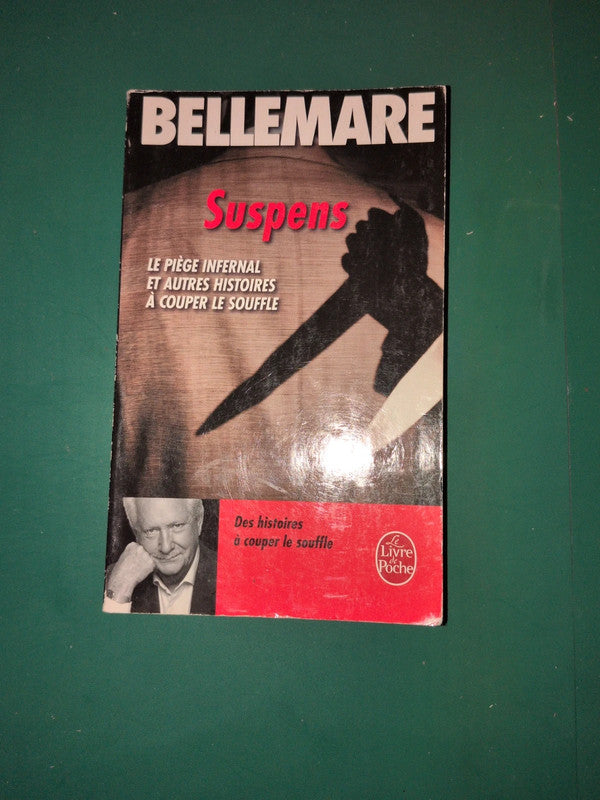 BELLEMARE
Suspens
LE PIÈGE INFERNAL
ET AUTRES HISTOIRES
À COUPER LE SOUFFLE
Des histoires
à couper le souffle
Le
Livre
de
Poche